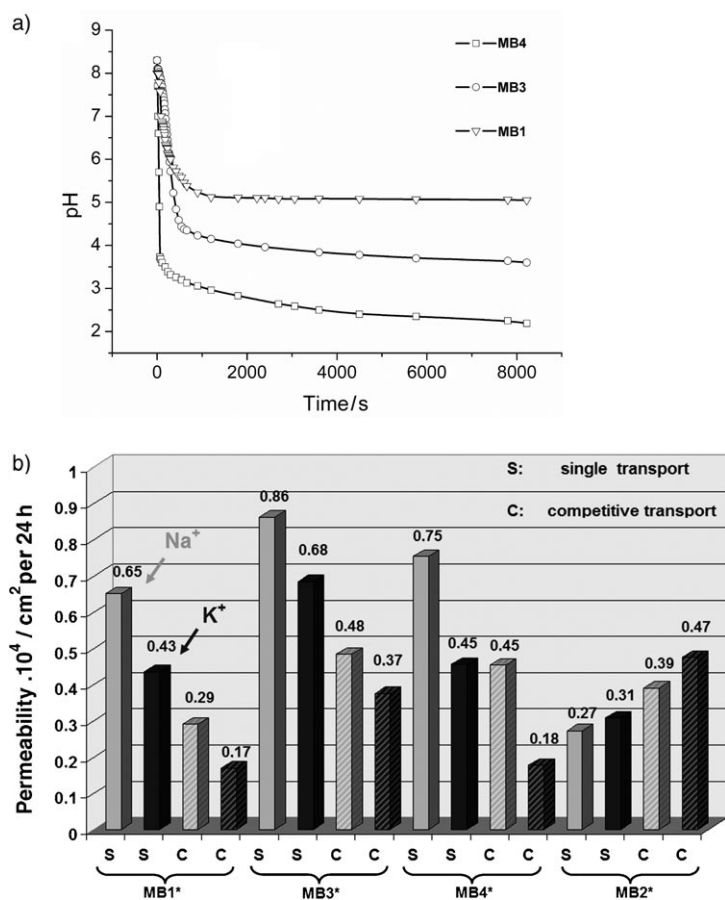 a)
MB4
MB3
MB1
9
8
7
6
5
4
3
2
pH
0
2000
4000
6000
8000
Time/s
b)
S: single transport
C: competitive transport
Na⁺
K⁺
Permeability .10⁴ / cm² per 24 h
1
0.9
0.8
0.7
0.6
0.5
0.4
0.3
0.2
0.1
0
0.65
0.43
0.29
0.17
0.86
0.68
0.48
0.37
0.75
0.45
0.45
0.18
0.27
0.31
0.39
0.47
S S C C S S C C S S C C S S C C
MB1* MB3* MB4* MB2*